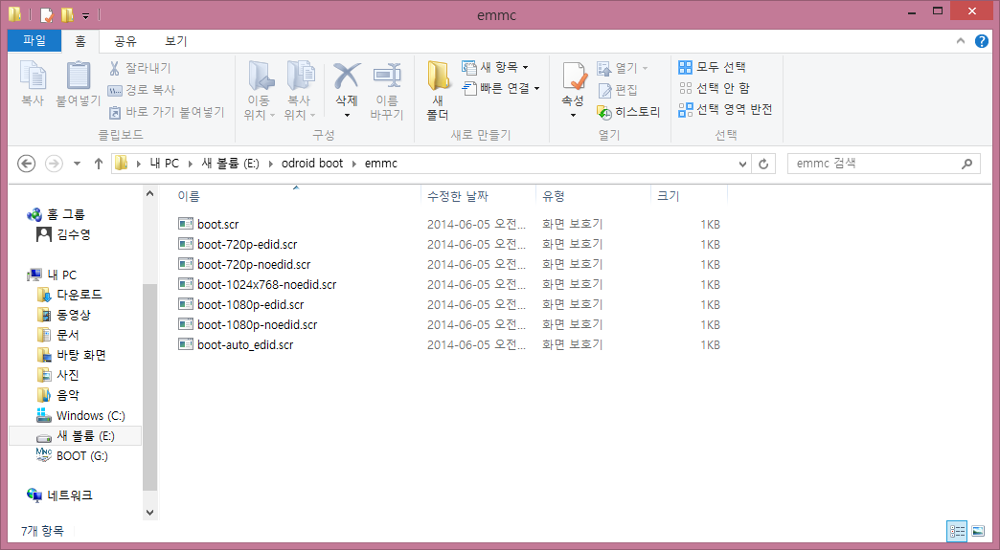 emmc
파일 홈 공유 보기
복사 붙여넣기 잘라내기 경로 복사 바로 가기 붙여넣기
클립보드
이동 위치 복사 위치 삭제 이름 바꾸기
구성
새 폴더 새 항목 빠른 연결
새로 만들기
속성 열기 편집 히스토리
열기
모두 선택 선택 안 함 선택 영역 반전
선택
내 PC 새 볼륨 (E:) odroid boot emmc
emmc 검색
홈 그룹
김수영
내 PC
다운로드
동영상
문서
바탕 화면
사진
음악
Windows (C:)
새 볼륨 (E:)
BOOT (G:)
네트워크
이름 수정한 날짜 유형 크기
boot.scr 2014-06-05 오전... 화면 보호기 1KB
boot-720p-edid.scr 2014-06-05 오전... 화면 보호기 1KB
boot-720p-noedid.scr 2014-06-05 오전... 화면 보호기 1KB
boot-1024x768-noedid.scr 2014-06-05 오전... 화면 보호기 1KB
boot-1080p-edid.scr 2014-06-05 오전... 화면 보호기 1KB
boot-1080p-noedid.scr 2014-06-05 오전... 화면 보호기 1KB
boot-auto_edid.scr 2014-06-05 오전... 화면 보호기 1KB
7개 항목